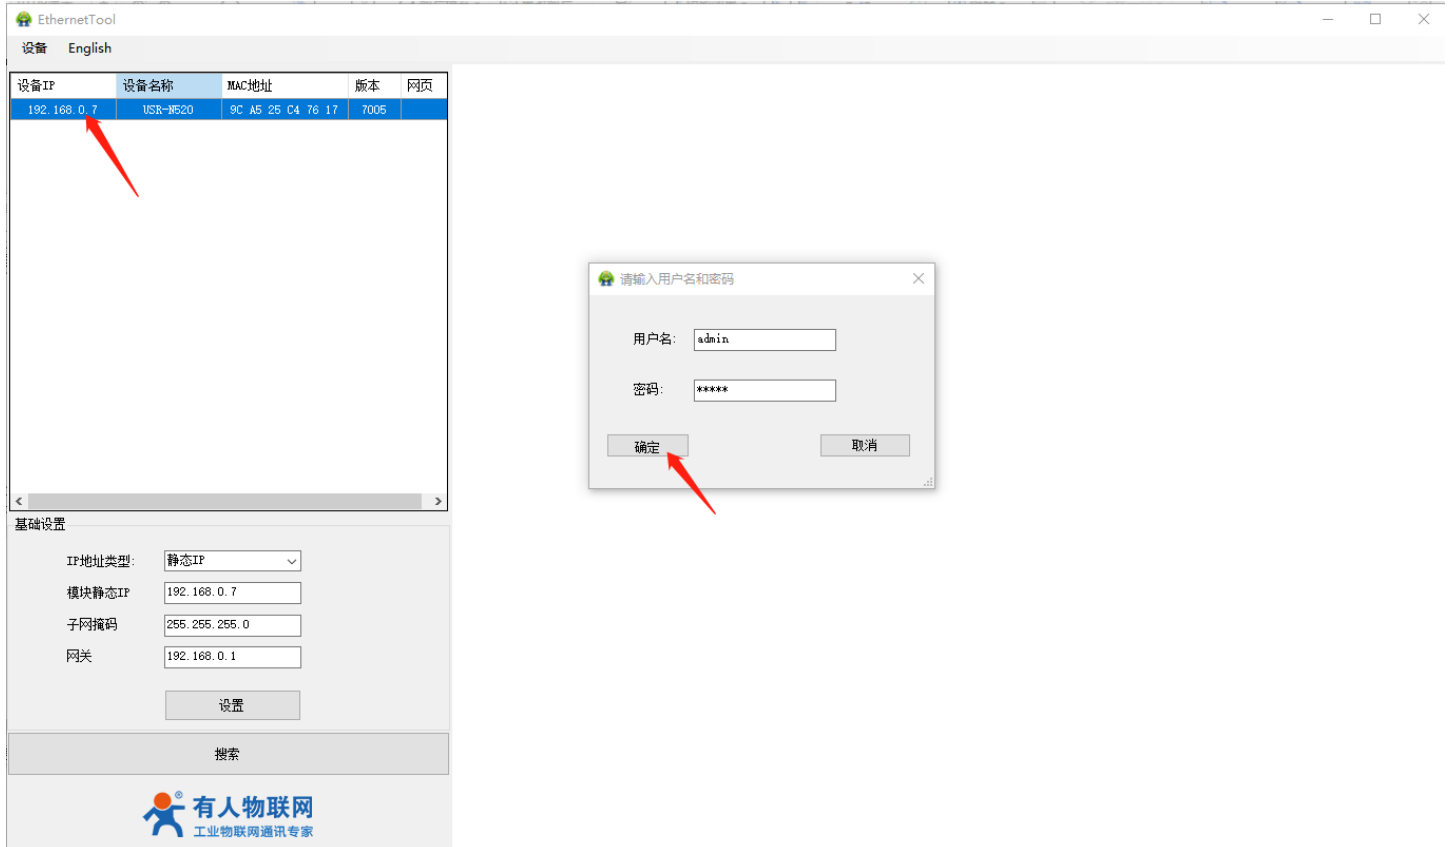 EthernetTool
设备 English
设备IP 设备名称 MAC地址 版本 网页
192.168.0.7 USR-N520 9C A5 25 C4 76 17 7005
请输入用户名和密码
用户名: admin
密码: *****
确定 取消
基础设置
IP地址类型: 静态IP
模块静态IP 192.168.0.7
子网掩码 255.255.255.0
网关 192.168.0.1
设置
搜索
有人物联网
®
工业物联网通讯专家